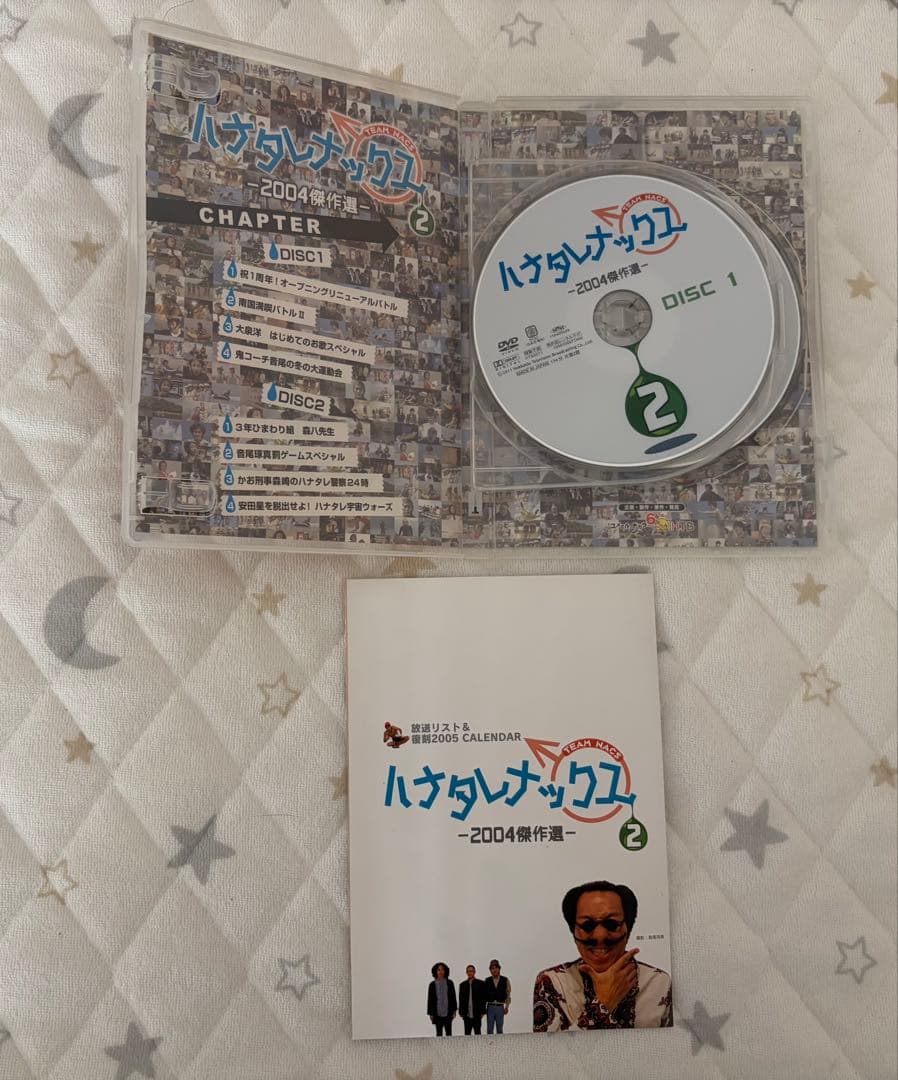 ハナタレナックス
TEAM NACS
-2004傑作選-
2
CHAPTER
DISC1
1 祝1周年!オープニングリニューアルバトル
2 南国満喫バトルⅡ
3 大泉洋 はじめてのお歌スペシャル
4 鬼コーチ音尾の冬の大運動会
DISC2
1 3年ひまわり組 森八先生
2 音尾琢真罰ゲームスペシャル
3 かお刑事森崎のハナタレ警察24時
4 安田星を脱出せよ!ハナタレ宇宙ウォーズ
ハナタレナックス
TEAM NACS
-2004傑作選-
DISC 1
DVD
MADE IN JAPAN
2
HTB
放送リスト&
復刻2005 CALENDAR
ハナタレナックス
TEAM NACS
-2004傑作選-
2